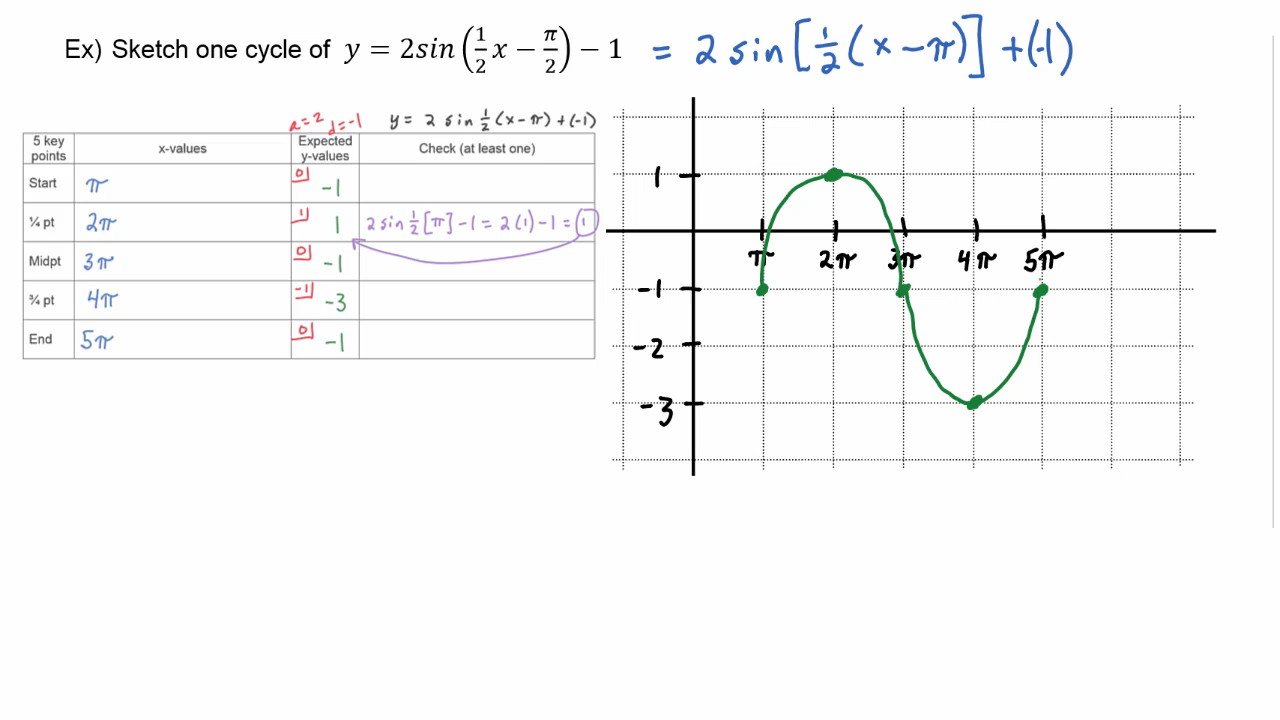 Ex) Sketch one cycle of y = 2sin(1/2 x − π/2) − 1 = 2 sin[1/2(x − π)] + (-1)
a=2 d=-1 y = 2 sin 1/2 (x - π) + (-1)
5 key points x-values Expected y-values Check (at least one)
Start π 0 -1
¼ pt 2π 1 1 2 sin 1/2 [π] - 1 = 2(1) - 1 = 1
Midpt 3π 0 -1
¾ pt 4π -1 -3
End 5π 0 -1
1
π 2π 3π 4π 5π
-1
-2
-3